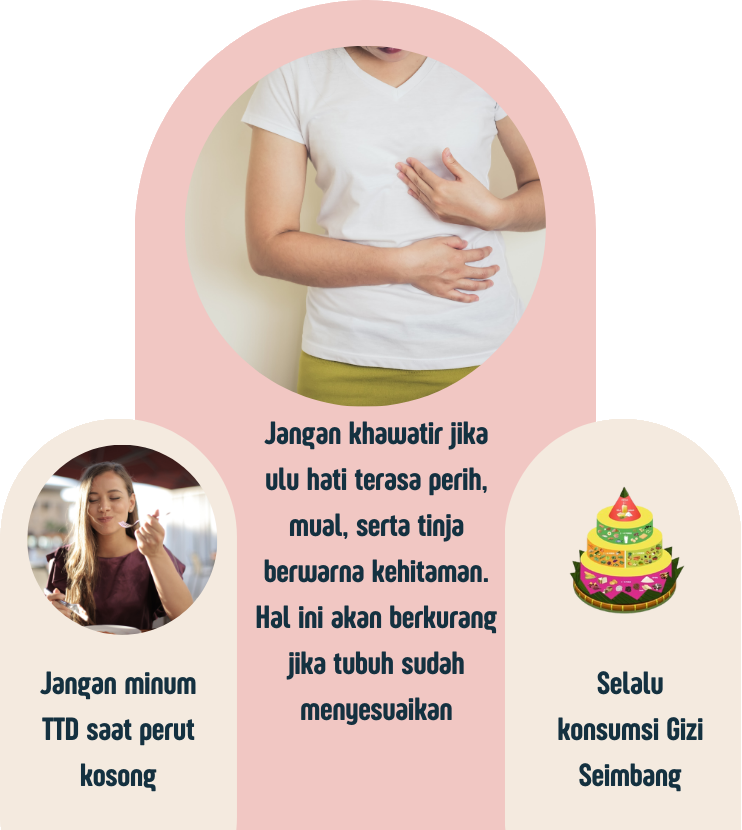 Jangan khawatir jika
ulu hati terasa perih,
mual, serta tinja
berwarna kehitaman.
Hal ini akan berkurang
jika tubuh sudah
menyesuaikan
Jangan minum
TTD saat perut
kosong
Selalu
konsumsi Gizi
Seimbang